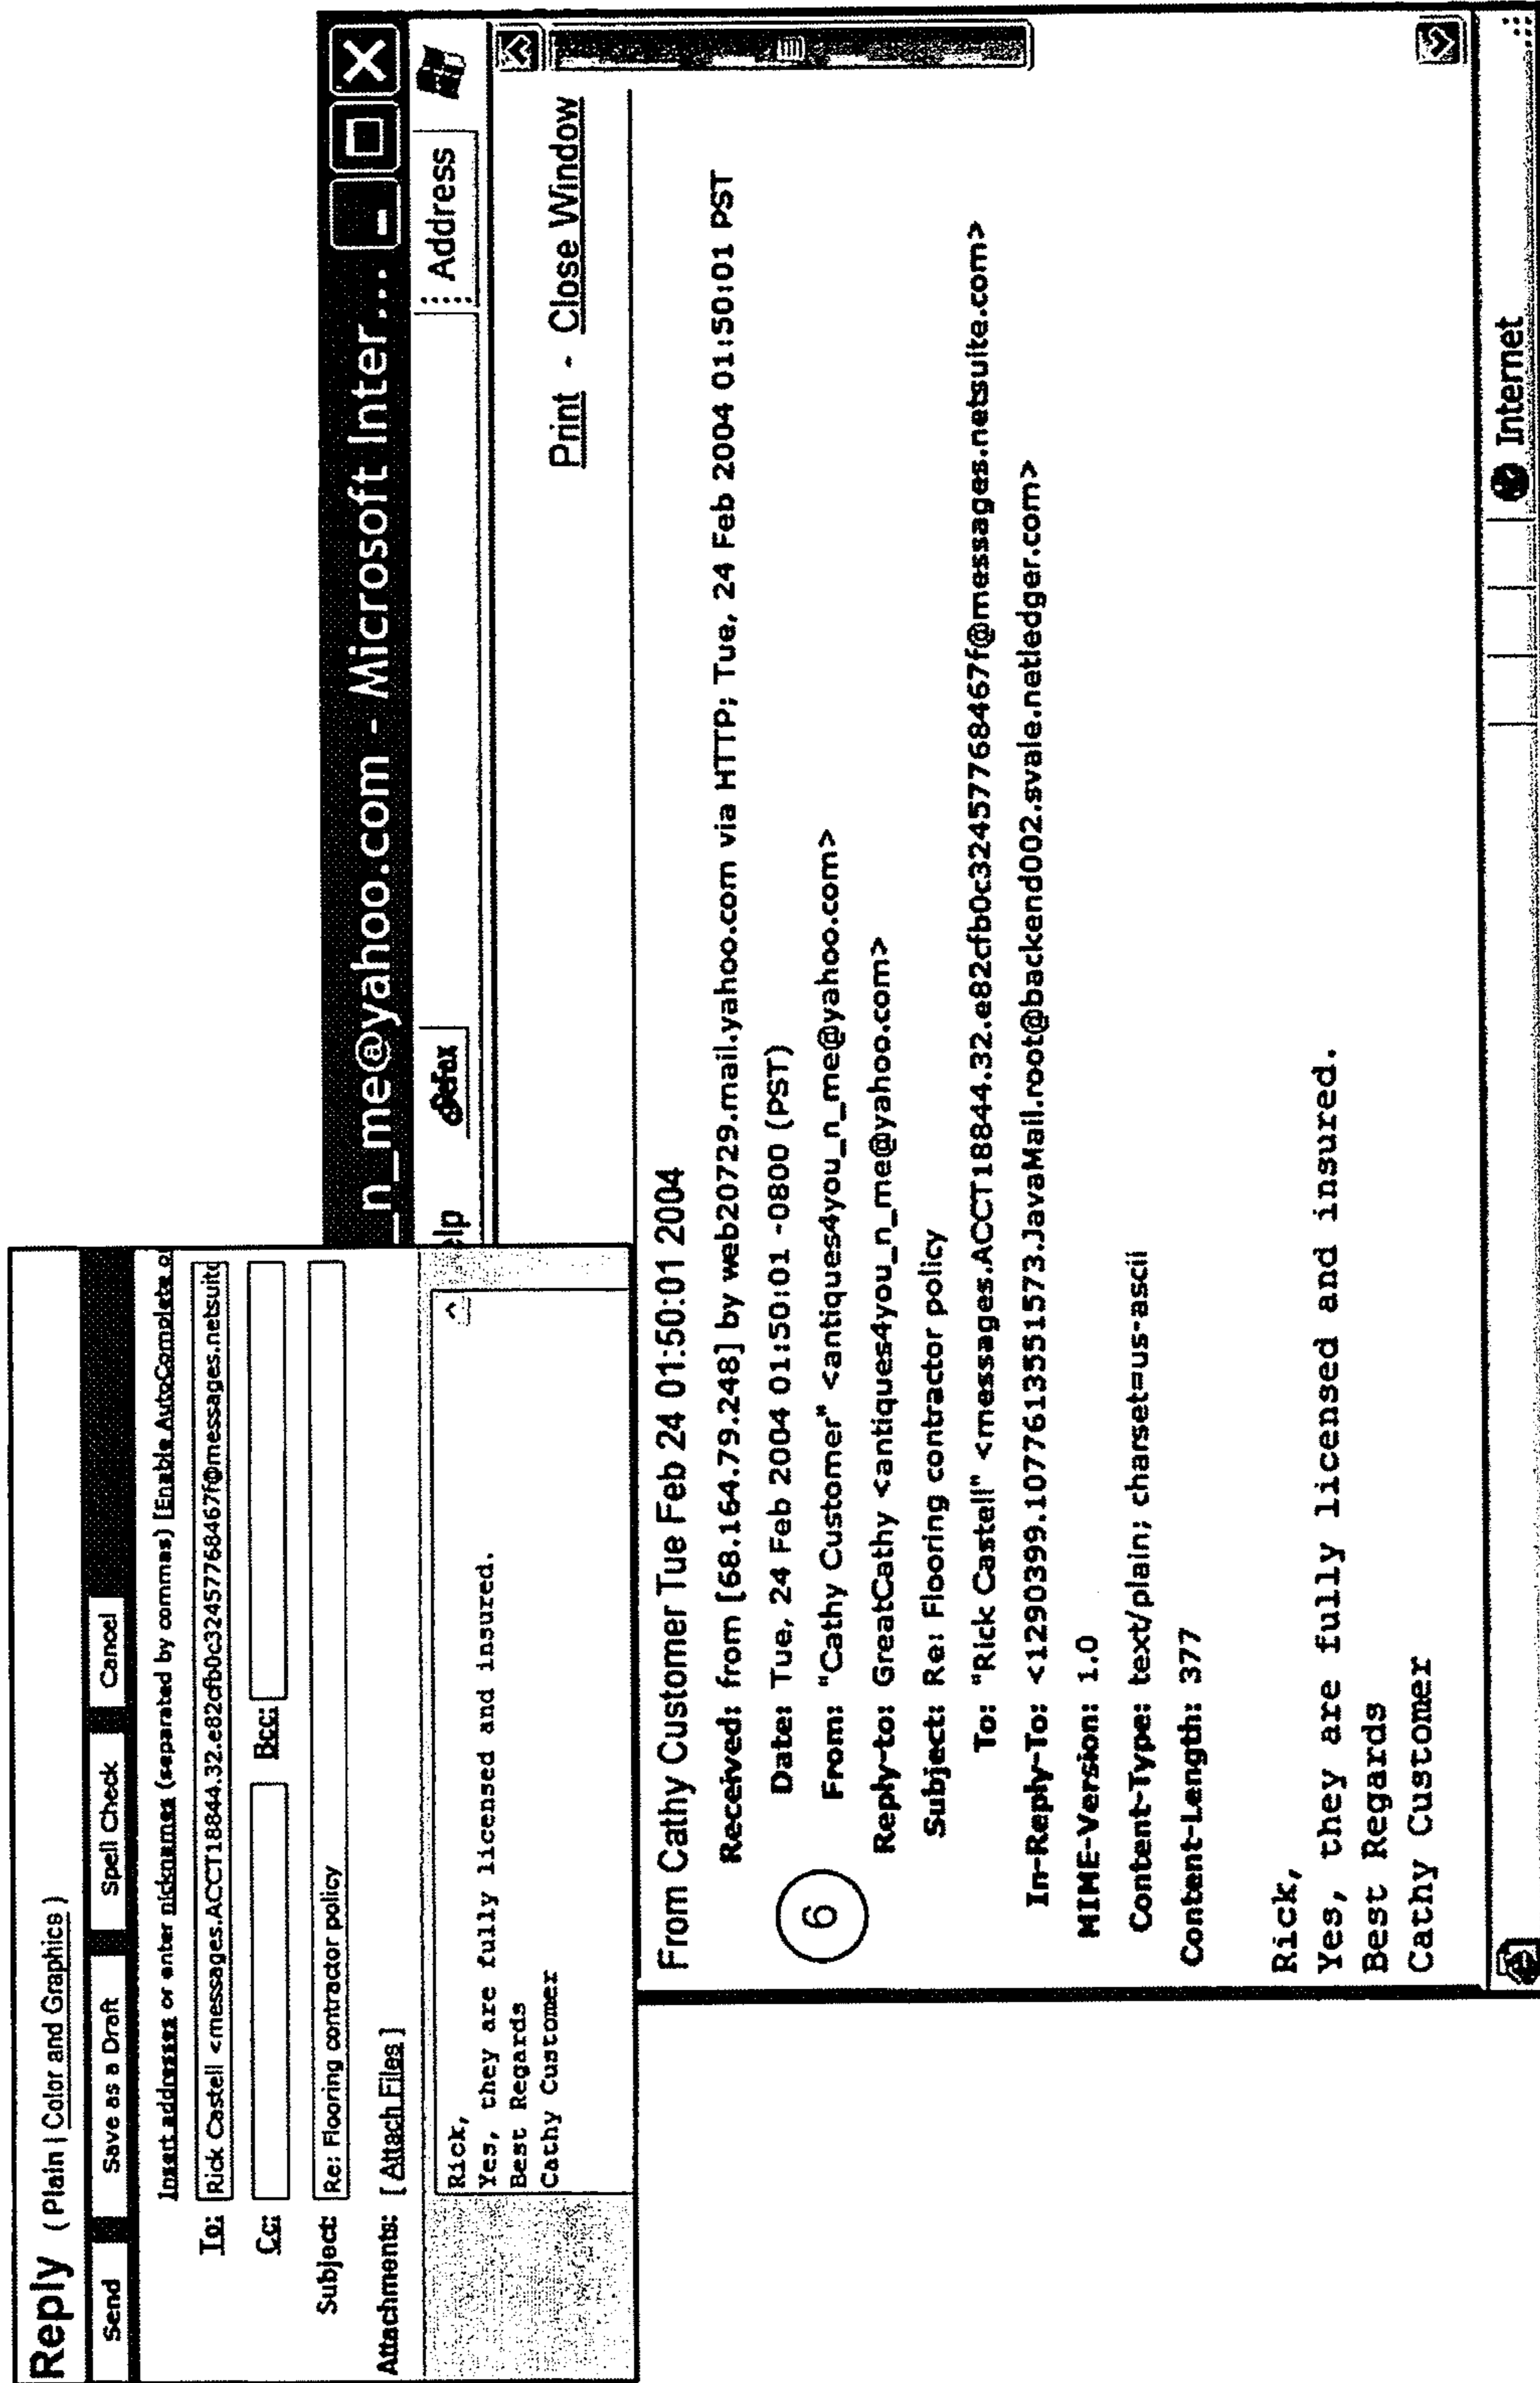 Reply ( Plain | Color and Graphics )
Send Save as a Draft Spell Check Cancel
Insert addresses or enter nicknames (separated by commas) [Enable AutoComplete
To: Rick Castell <messages.ACCT18844.32.e82cfb0c32457768467f@messages.netsuite
Cc: Bcc:
Subject: Re: Flooring contractor policy
Attachments: [ Attach Files ]
Rick,
Yes, they are fully licensed and insured.
Best Regards
Cathy Customer
_n_me@yahoo.com - Microsoft Inter...
elp eFax Address
Print - Close Window
From Cathy Customer Tue Feb 24 01:50:01 2004
Received: from [68.164.79.248] by web20729.mail.yahoo.com via HTTP; Tue, 24 Feb 2004 01:50:01 PST
Date: Tue, 24 Feb 2004 01:50:01 -0800 (PST)
6
From: "Cathy Customer" <antiques4you_n_me@yahoo.com>
Reply-to: GreatCathy <antiques4you_n_me@yahoo.com>
Subject: Re: Flooring contractor policy
To: "Rick Castell" <messages.ACCT18844.32.e82cfb0c32457768467f@messages.netsuite.com>
In-Reply-To: <1290399.1077613551573.JavaMail.root@backend002.svale.netledger.com>
MIME-Version: 1.0
Content-Type: text/plain; charset=us-ascii
Content-Length: 377
Rick,
Yes, they are fully licensed and insured.
Best Regards
Cathy Customer
Internet